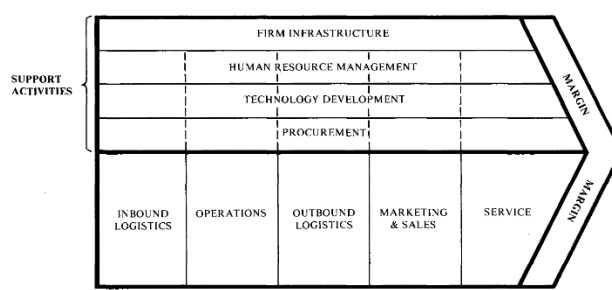 FIRM INFRASTRUCTURE
HUMAN RESOURCE MANAGEMENT
SUPPORT
ACTIVITIES
TECHNOLOGY DEVELOPMENT
PROCUREMENT
MARGIN
MARGIN
INBOUND
LOGISTICS
OPERATIONS
OUTBOUND
LOGISTICS
MARKETING
& SALES
SERVICE